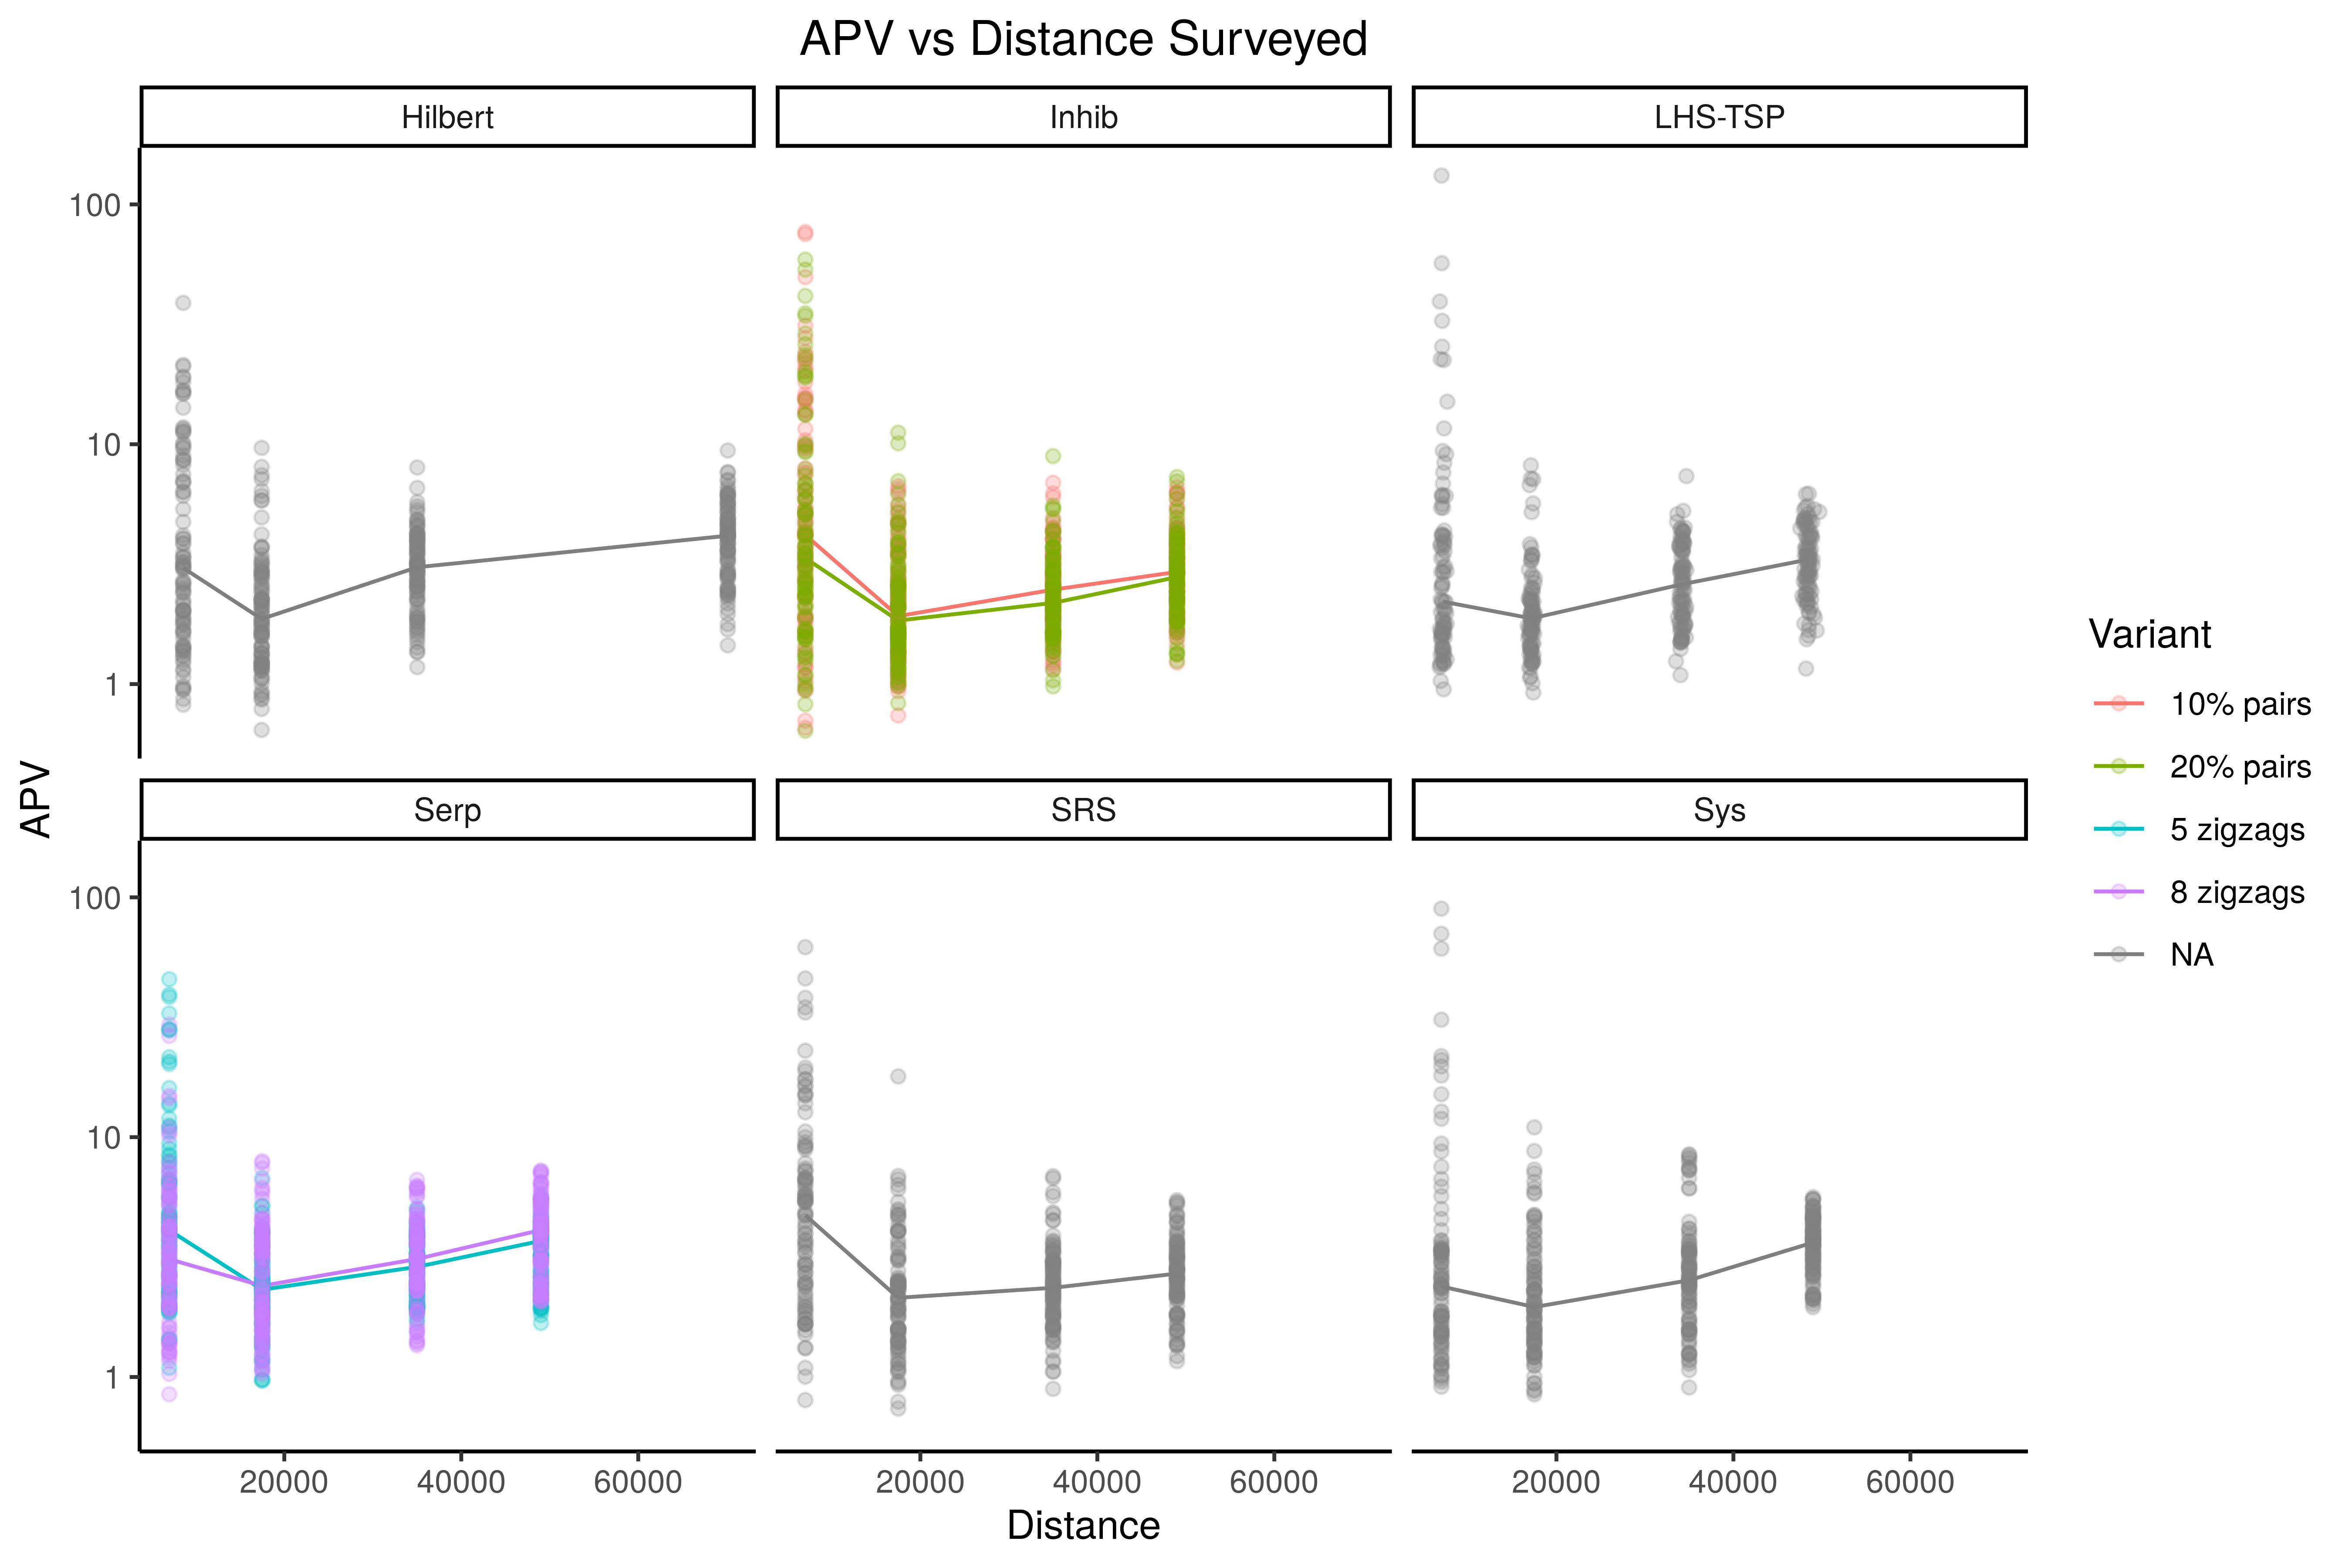 APV vs Distance Surveyed
Hilbert
Inhib
LHS-TSP
100
10
1
Serp
SRS
Sys
100
10
1
20000 40000 60000
20000 40000 60000
20000 40000 60000
Distance
APV
Variant
10% pairs
20% pairs
5 zigzags
8 zigzags
NA